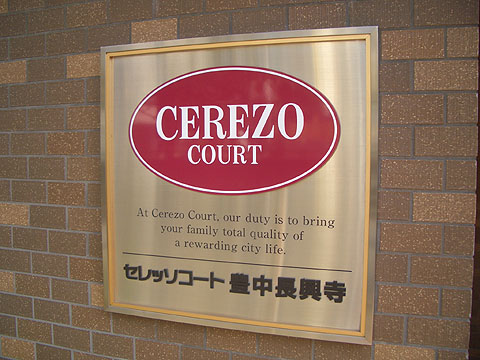 CEREZO
COURT
At Cerezo Court, our duty is to bring
your family total quality of
a rewarding city life.
セレッソコート 豊中長興寺